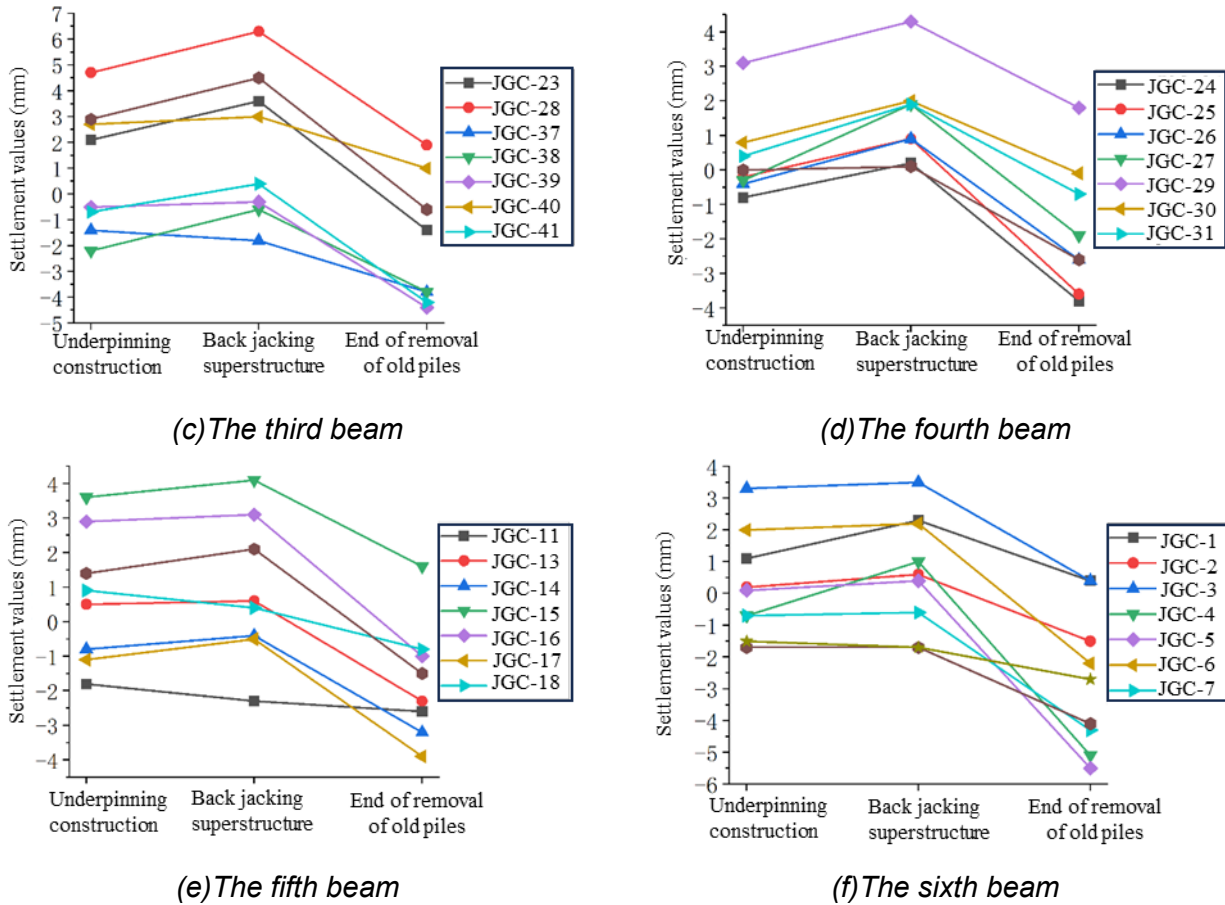 Settlement values (mm)
7
6
5
4
3
2
1
0
−1
−2
−3
−4
−5
Underpinning
construction
Back jacking
superstructure
End of removal
of old piles
JGC-23
JGC-28
JGC-37
JGC-38
JGC-39
JGC-40
JGC-41
(c)The third beam
Settlement values (mm)
4
3
2
1
0
−1
−2
−3
−4
Underpinning
construction
Back jacking
superstructure
End of removal
of old piles
JGC-24
JGC-25
JGC-26
JGC-27
JGC-29
JGC-30
JGC-31
(d)The fourth beam
Settlement values (mm)
4
3
2
1
0
−1
−2
−3
−4
Underpinning
construction
Back jacking
superstructure
End of removal
of old piles
JGC-11
JGC-13
JGC-14
JGC-15
JGC-16
JGC-17
JGC-18
(e)The fifth beam
Settlement values (mm)
4
3
2
1
0
−1
−2
−3
−4
−5
−6
Underpinning
construction
Back jacking
superstructure
End of removal
of old piles
JGC-1
JGC-2
JGC-3
JGC-4
JGC-5
JGC-6
JGC-7
(f)The sixth beam